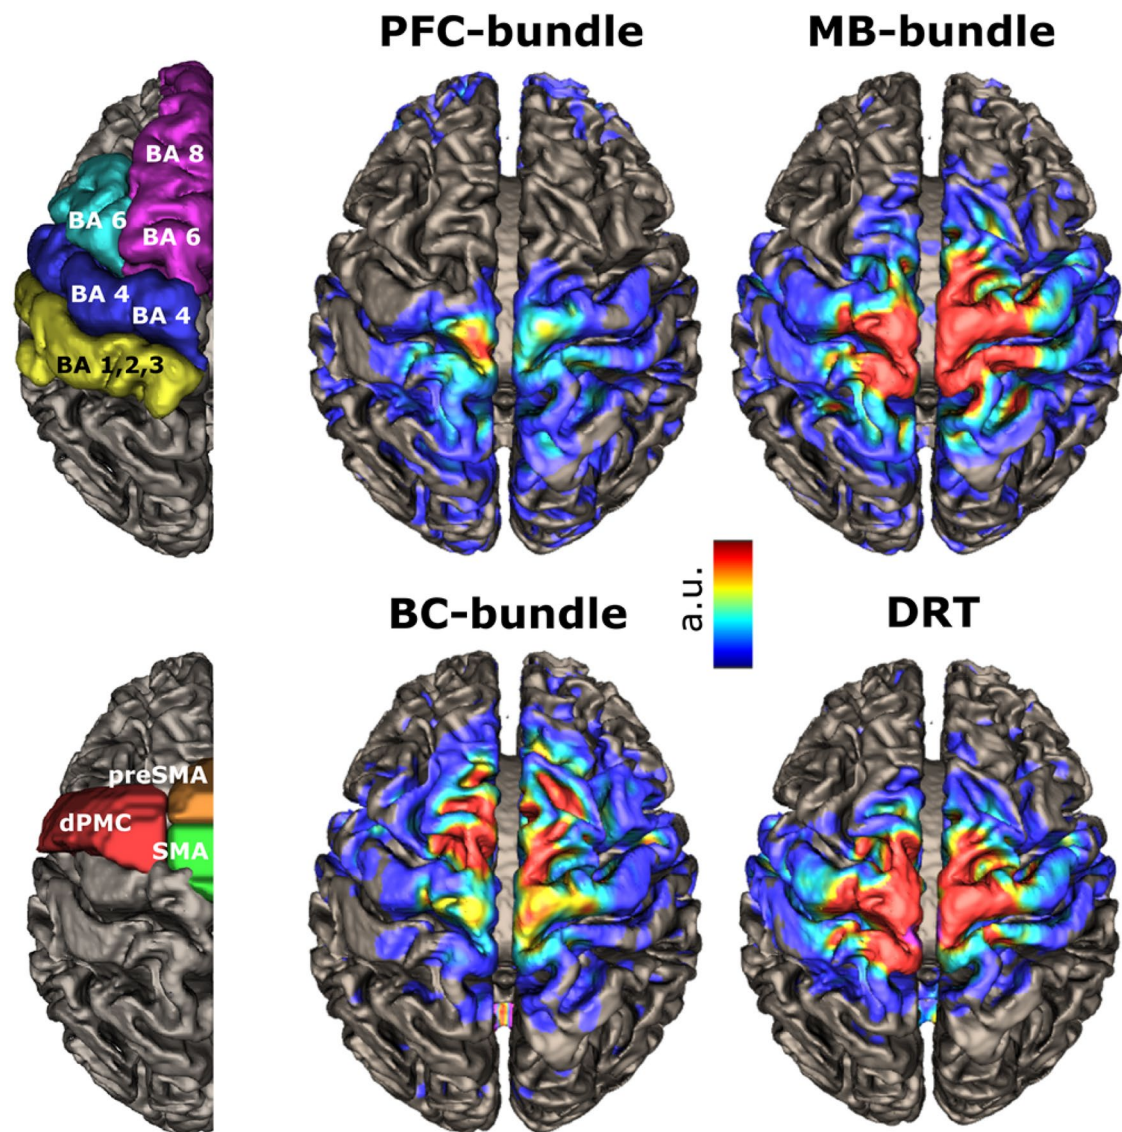 PFC-bundle
MB-bundle
BA 8
BA 6
BA 6
BA 4
BA 4
BA 1,2,3
a.u.
BC-bundle
DRT
preSMA
dPMC
SMA